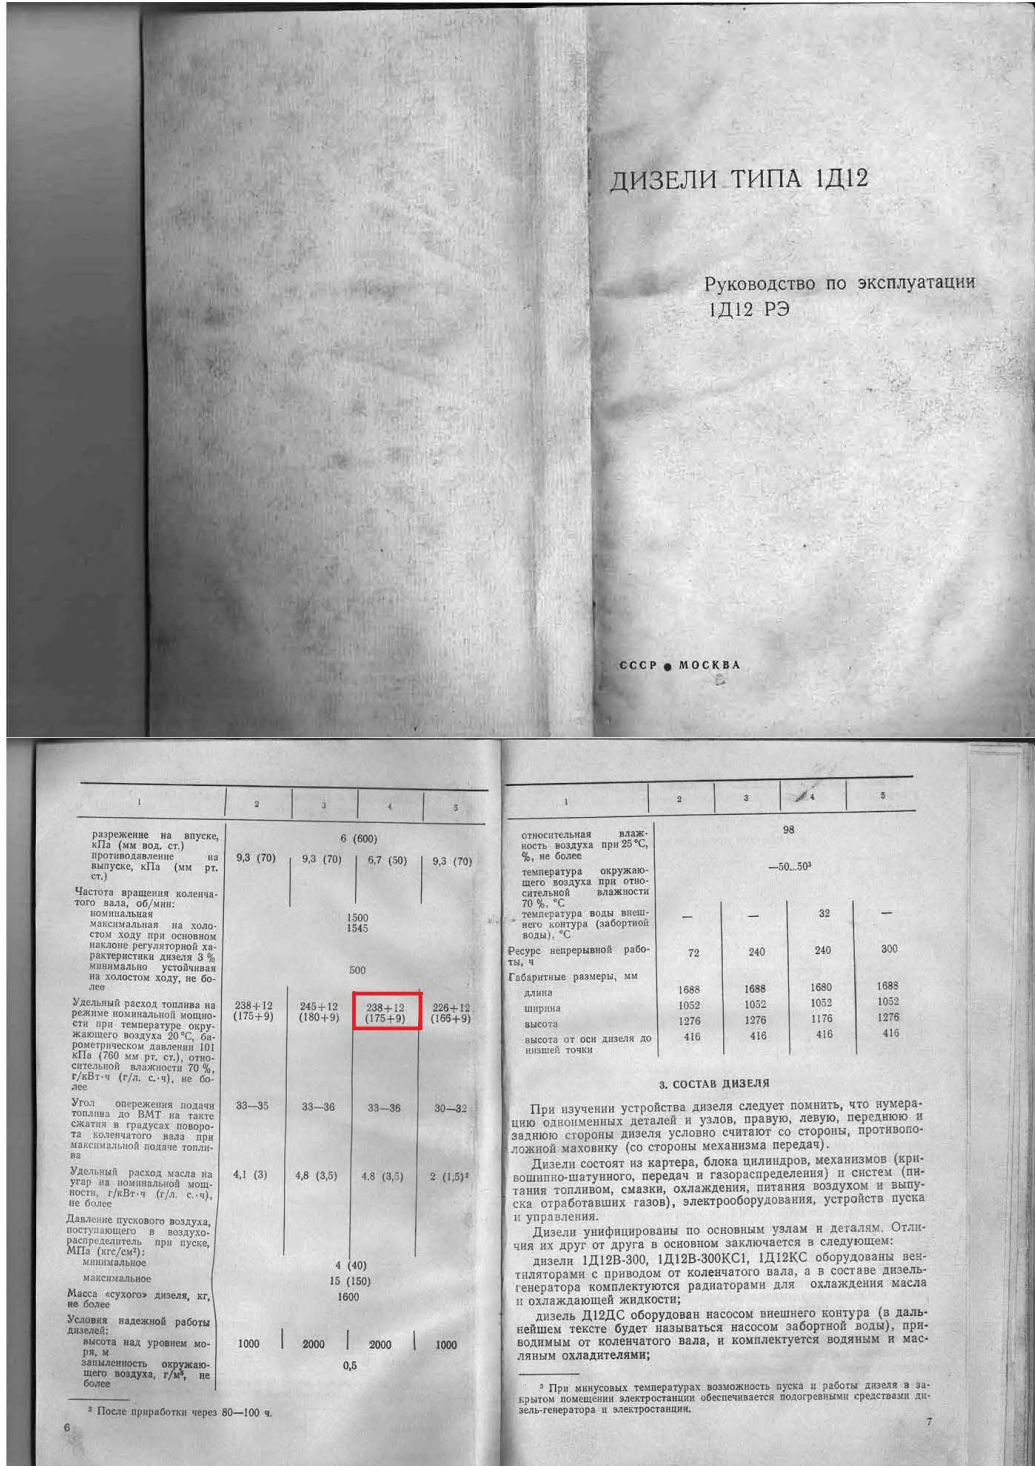 ДИЗЕЛИ ТИПА 1Д12
Руководство по эксплуатации
1Д12 РЭ
СССР ● МОСКВА
1 2 3 4 5
разрежение на впуске,
кПа (мм вод. ст.) 6 (600)
противодавление на
выпуске, кПа (мм рт.
ст.) 9,3 (70) 9,3 (70) 6,7 (50) 9,3 (70)
Частота вращения коленча-
того вала, об/мин:
номинальная 1500
максимальная на холо- 1545
стом ходу при основном
наклоне регуляторной ха-
рактеристики дизеля 3 %
минимально устойчивая 500
на холостом ходу, не бо-
лее
Удельный расход топлива на 238+12 245+12 238+12 226+12
режиме номинальной мощно- (175+9) (180+9) (175+9) (166+9)
сти при температуре окру-
жающего воздуха 20 °С, ба-
рометрическом давлении 101
кПа (760 мм рт. ст.), отно-
сительной влажности 70 %,
г/кВт·ч (г/л. с.·ч), не бо-
лее
Угол опережения подачи 33—35 33—36 33—36 30—32
топлива до ВМТ на такте
сжатия в градусах поворо-
та коленчатого вала при
максимальной подаче топли-
ва
Удельный расход масла на 4,1 (3) 4,8 (3,5) 4,8 (3,5) 2 (1,5)²
угар на номинальной мощ-
ности, г/кВт·ч (г/л. с.·ч),
не более
Давление пускового воздуха,
поступающего в воздухо-
распределитель при пуске,
МПа (кгс/см²):
минимальное 4 (40)
максимальное 15 (150)
Масса «сухого» дизеля, кг, 1600
не более
Условия надежной работы
дизелей:
высота над уровнем мо- 1000 2000 2000 1000
ря, м
запыленность окружаю- 0,5
щего воздуха, г/м³, не
более
² После приработки через 80—100 ч.
6
1 2 3 4 5
относительная влаж- 98
ность воздуха при 25 °С,
%, не более
температура окружаю- —50...50³
щего воздуха при отно-
сительной влажности
70 %, °С
температура воды внеш- — — 32 —
него контура (забортной
воды), °С
Ресурс непрерывной рабо- 72 240 240 300
ты, ч
Габаритные размеры, мм
длина 1688 1688 1680 1688
ширина 1052 1052 1052 1052
высота 1276 1276 1176 1276
высота от оси дизеля до 416 416 416 416
низшей точки
3. СОСТАВ ДИЗЕЛЯ
При изучении устройства дизеля следует помнить, что нумера-
цию одноименных деталей и узлов, правую, левую, переднюю и
заднюю стороны дизеля условно считают со стороны, противопо-
ложной маховику (со стороны механизма передач).
Дизели состоят из картера, блока цилиндров, механизмов (кри-
вошипно-шатунного, передач и газораспределения) и систем (пи-
тания топливом, смазки, охлаждения, питания воздухом и выпу-
ска отработавших газов), электрооборудования, устройств пуска
и управления.
Дизели унифицированы по основным узлам и деталям. Отли-
чия их друг от друга в основном заключается в следующем:
дизели 1Д12В-300, 1Д12В-300КС1, 1Д12КС оборудованы вен-
тиляторами с приводом от коленчатого вала, а в составе дизель-
генератора комплектуются радиаторами для охлаждения масла
и охлаждающей жидкости;
дизель Д12ДС оборудован насосом внешнего контура (в даль-
нейшем тексте будет называться насосом забортной воды), при-
водимым от коленчатого вала, и комплектуется водяным и мас-
ляным охладителями;
³ При минусовых температурах возможность пуска и работы дизеля в за-
крытом помещении электростанции обеспечивается подогревными средствами ди-
зель-генератора и электростанции.
7